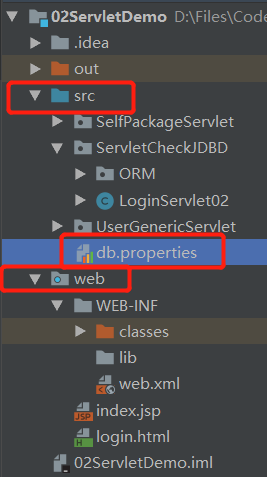 02ServletDemo D:\Files\Code
.idea
out
src
SelfPackageServlet
ServletCheckJDBD
ORM
LoginServlet02
UserGenericServlet
db.properties
web
WEB-INF
classes
lib
web.xml
index.jsp
login.html
02ServletDemo.iml